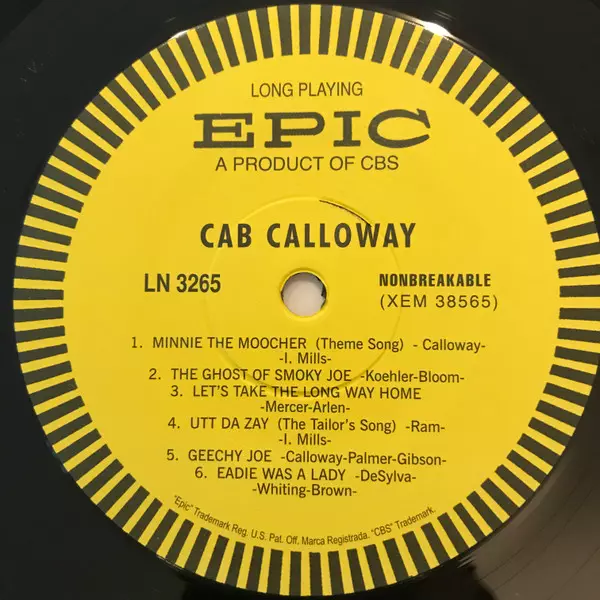 LONG PLAYING
EPIC
A PRODUCT OF CBS
CAB CALLOWAY
LN 3265
NONBREAKABLE
(XEM 38565)
1. MINNIE THE MOOCHER (Theme Song) - Calloway-
-I. Mills-
2. THE GHOST OF SMOKY JOE -Koehler-Bloom-
3. LET'S TAKE THE LONG WAY HOME
-Mercer-Arlen-
4. UTT DA ZAY (The Tailor's Song) -Ram-
-I. Mills-
5. GEECHY JOE -Calloway-Palmer-Gibson-
6. EADIE WAS A LADY -DeSylva-
-Whiting-Brown-
"Epic" Trademark Reg. U.S. Pat. Off. Marca Registrada. "CBS" Trademark.